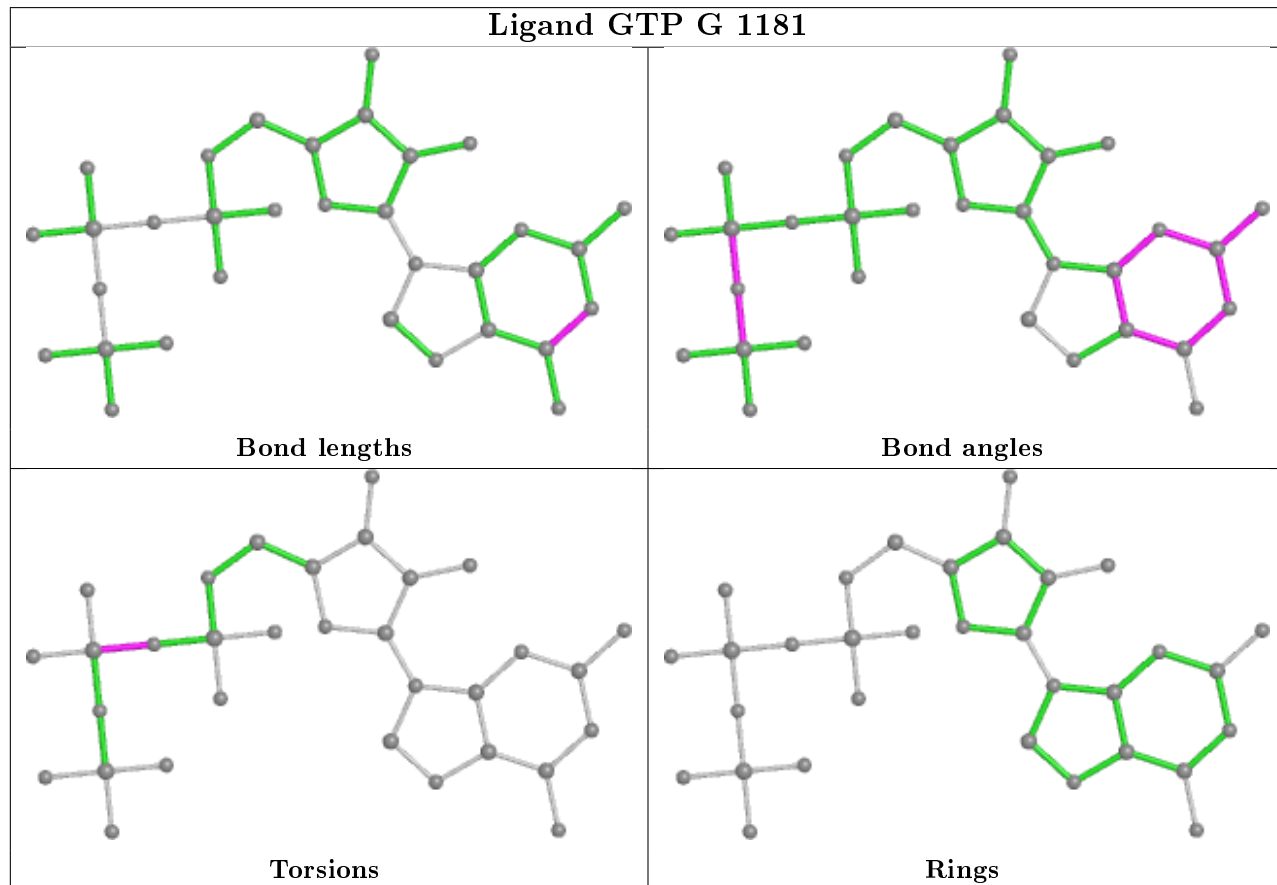 Ligand GTP G 1181
Bond lengths
Bond angles
Torsions
Rings